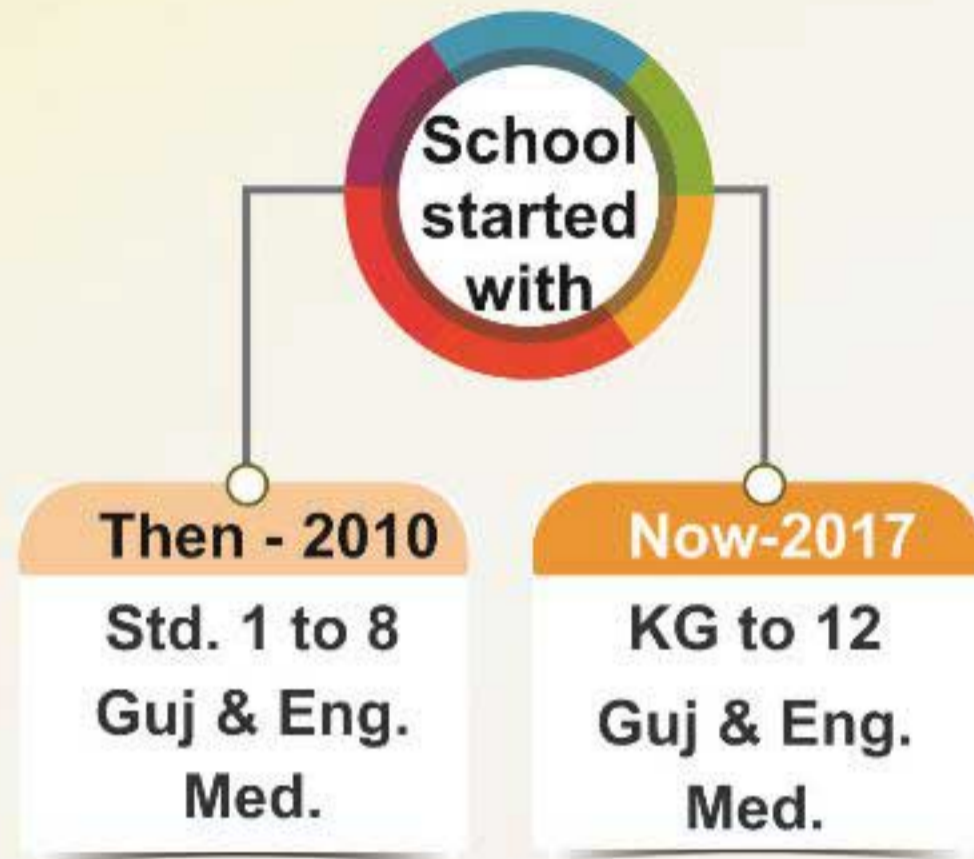 School
started
with
Then - 2010
Std. 1 to 8
Guj & Eng.
Med.
Now-2017
KG to 12
Guj & Eng.
Med.